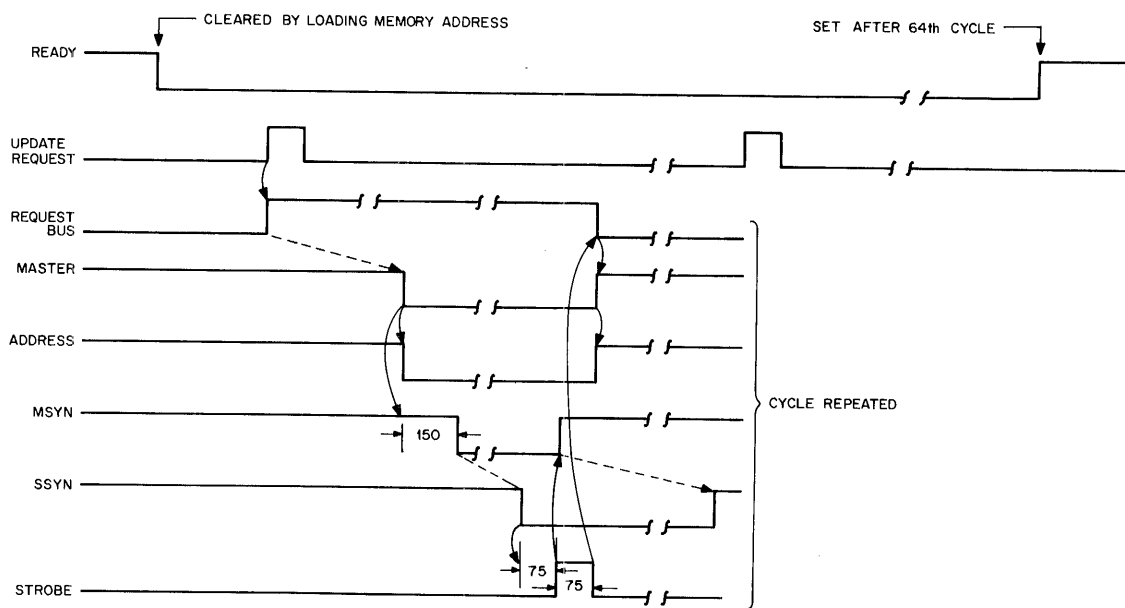 CLEARED BY LOADING MEMORY ADDRESS
SET AFTER 64th CYCLE
READY
UPDATE
REQUEST
REQUEST
BUS
MASTER
ADDRESS
MSYN
150
CYCLE REPEATED
SSYN
75
75
STROBE